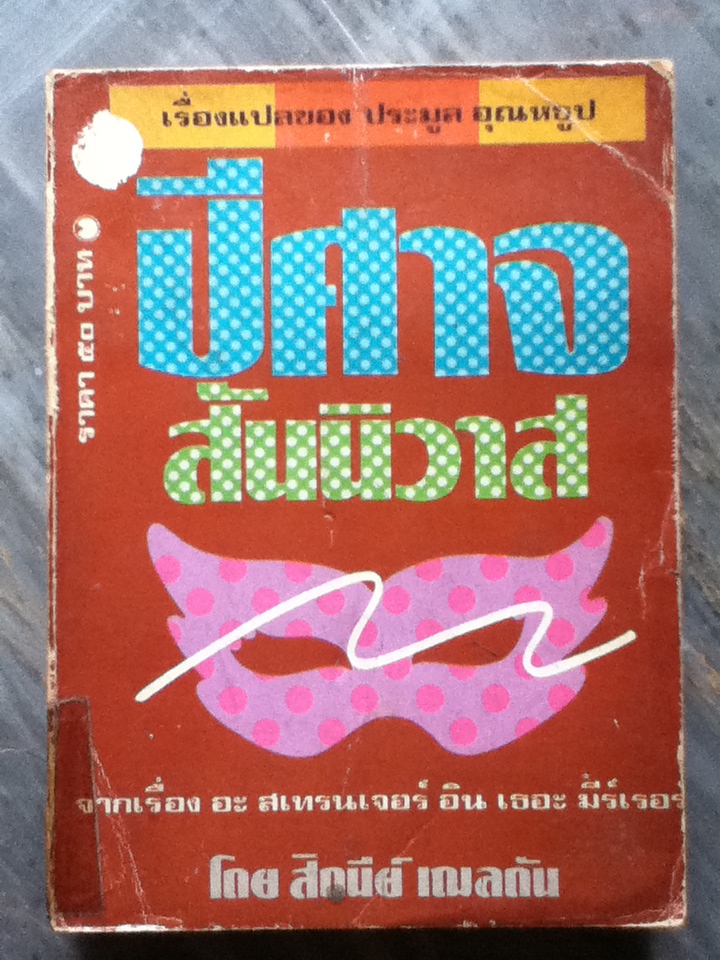 เรื่องแปลของ ประมูล อุณหธูป
ปีศาจ
สันนิวาส
ราคา ๕๐ บาท
จากเรื่อง อะ สเทรนเจอร์ อิน เธอะ มีร์เรอร์
โดย สิดนีย์ เฌลดัน